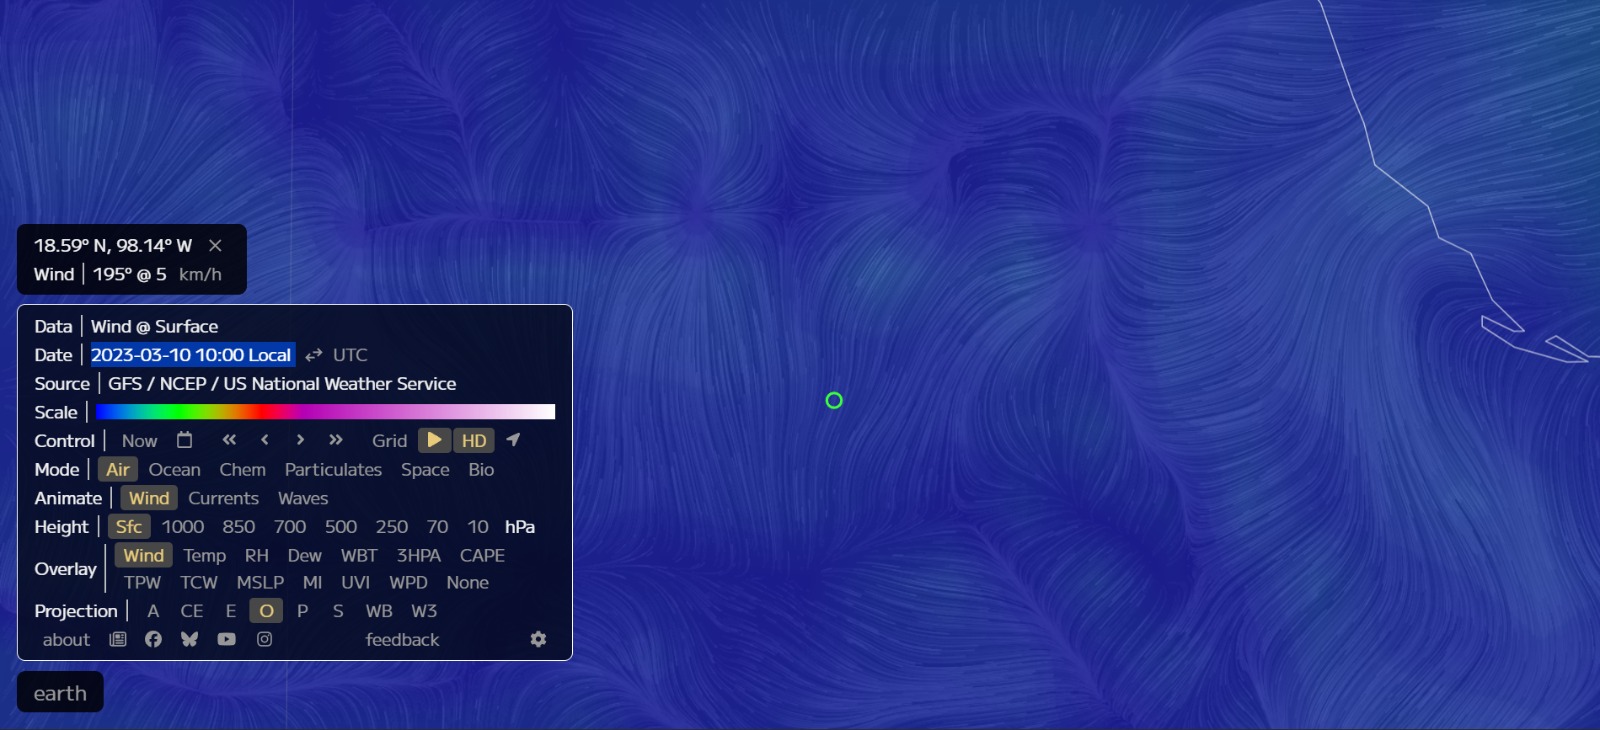 18.59° N, 98.14° W ×
Wind | 195° @ 5 km/h
Data | Wind @ Surface
Date | 2023-03-10 10:00 Local ⇄ UTC
Source | GFS / NCEP / US National Weather Service
Scale |
Control | Now « ‹ › » Grid ▶ HD
Mode | Air Ocean Chem Particulates Space Bio
Animate | Wind Currents Waves
Height | Sfc 1000 850 700 500 250 70 10 hPa
Overlay | Wind Temp RH Dew WBT 3HPA CAPE
TPW TCW MSLP MI UVI WPD None
Projection | A CE E O P S WB W3
about feedback
earth